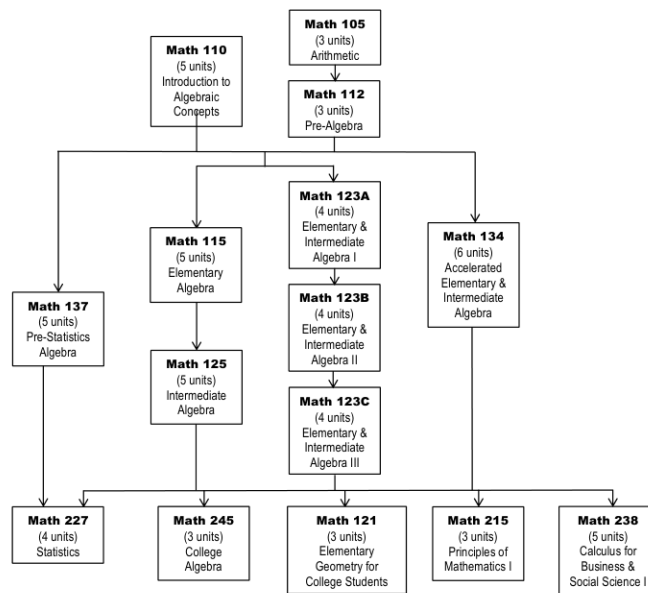 Math 105
(3 units)
Arithmetic
Math 110
(5 units)
Introduction to
Algebraic
Concepts
Math 112
(3 units)
Pre-Algebra
Math 123A
(4 units)
Elementary &
Intermediate
Algebra I
Math 115
(5 units)
Elementary
Algebra
Math 134
(6 units)
Accelerated
Elementary &
Intermediate
Algebra
Math 137
(5 units)
Pre-Statistics
Algebra
Math 123B
(4 units)
Elementary &
Intermediate
Algebra II
Math 125
(5 units)
Intermediate
Algebra
Math 123C
(4 units)
Elementary &
Intermediate
Algebra III
Math 227
(4 units)
Statistics
Math 245
(3 units)
College
Algebra
Math 121
(3 units)
Elementary
Geometry for
College Students
Math 215
(3 units)
Principles of
Mathematics I
Math 238
(5 units)
Calculus for
Business &
Social Science I